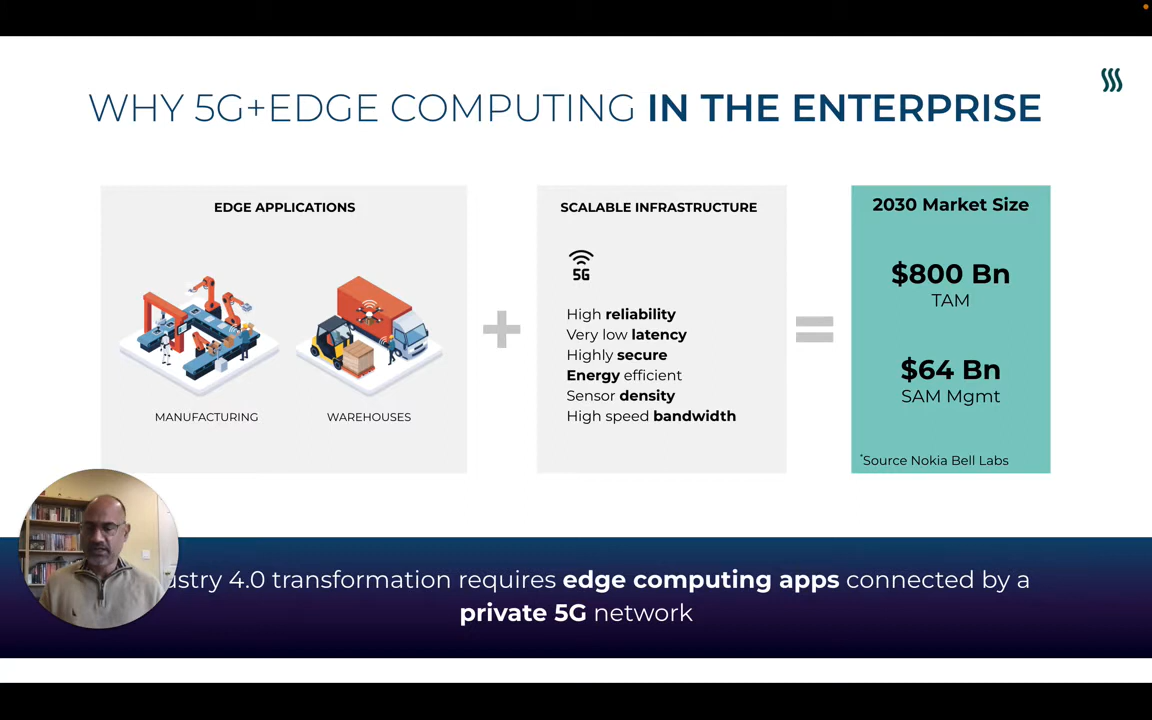 WHY 5G+EDGE COMPUTING IN THE ENTERPRISE
EDGE APPLICATIONS
MANUFACTURING
WAREHOUSES
SCALABLE INFRASTRUCTURE
5G
High reliability
Very low latency
Highly secure
Energy efficient
Sensor density
High speed bandwidth
2030 Market Size
$800 Bn
TAM
$64 Bn
SAM Mgmt
*Source Nokia Bell Labs
ustry 4.0 transformation requires edge computing apps connected by a
private 5G network